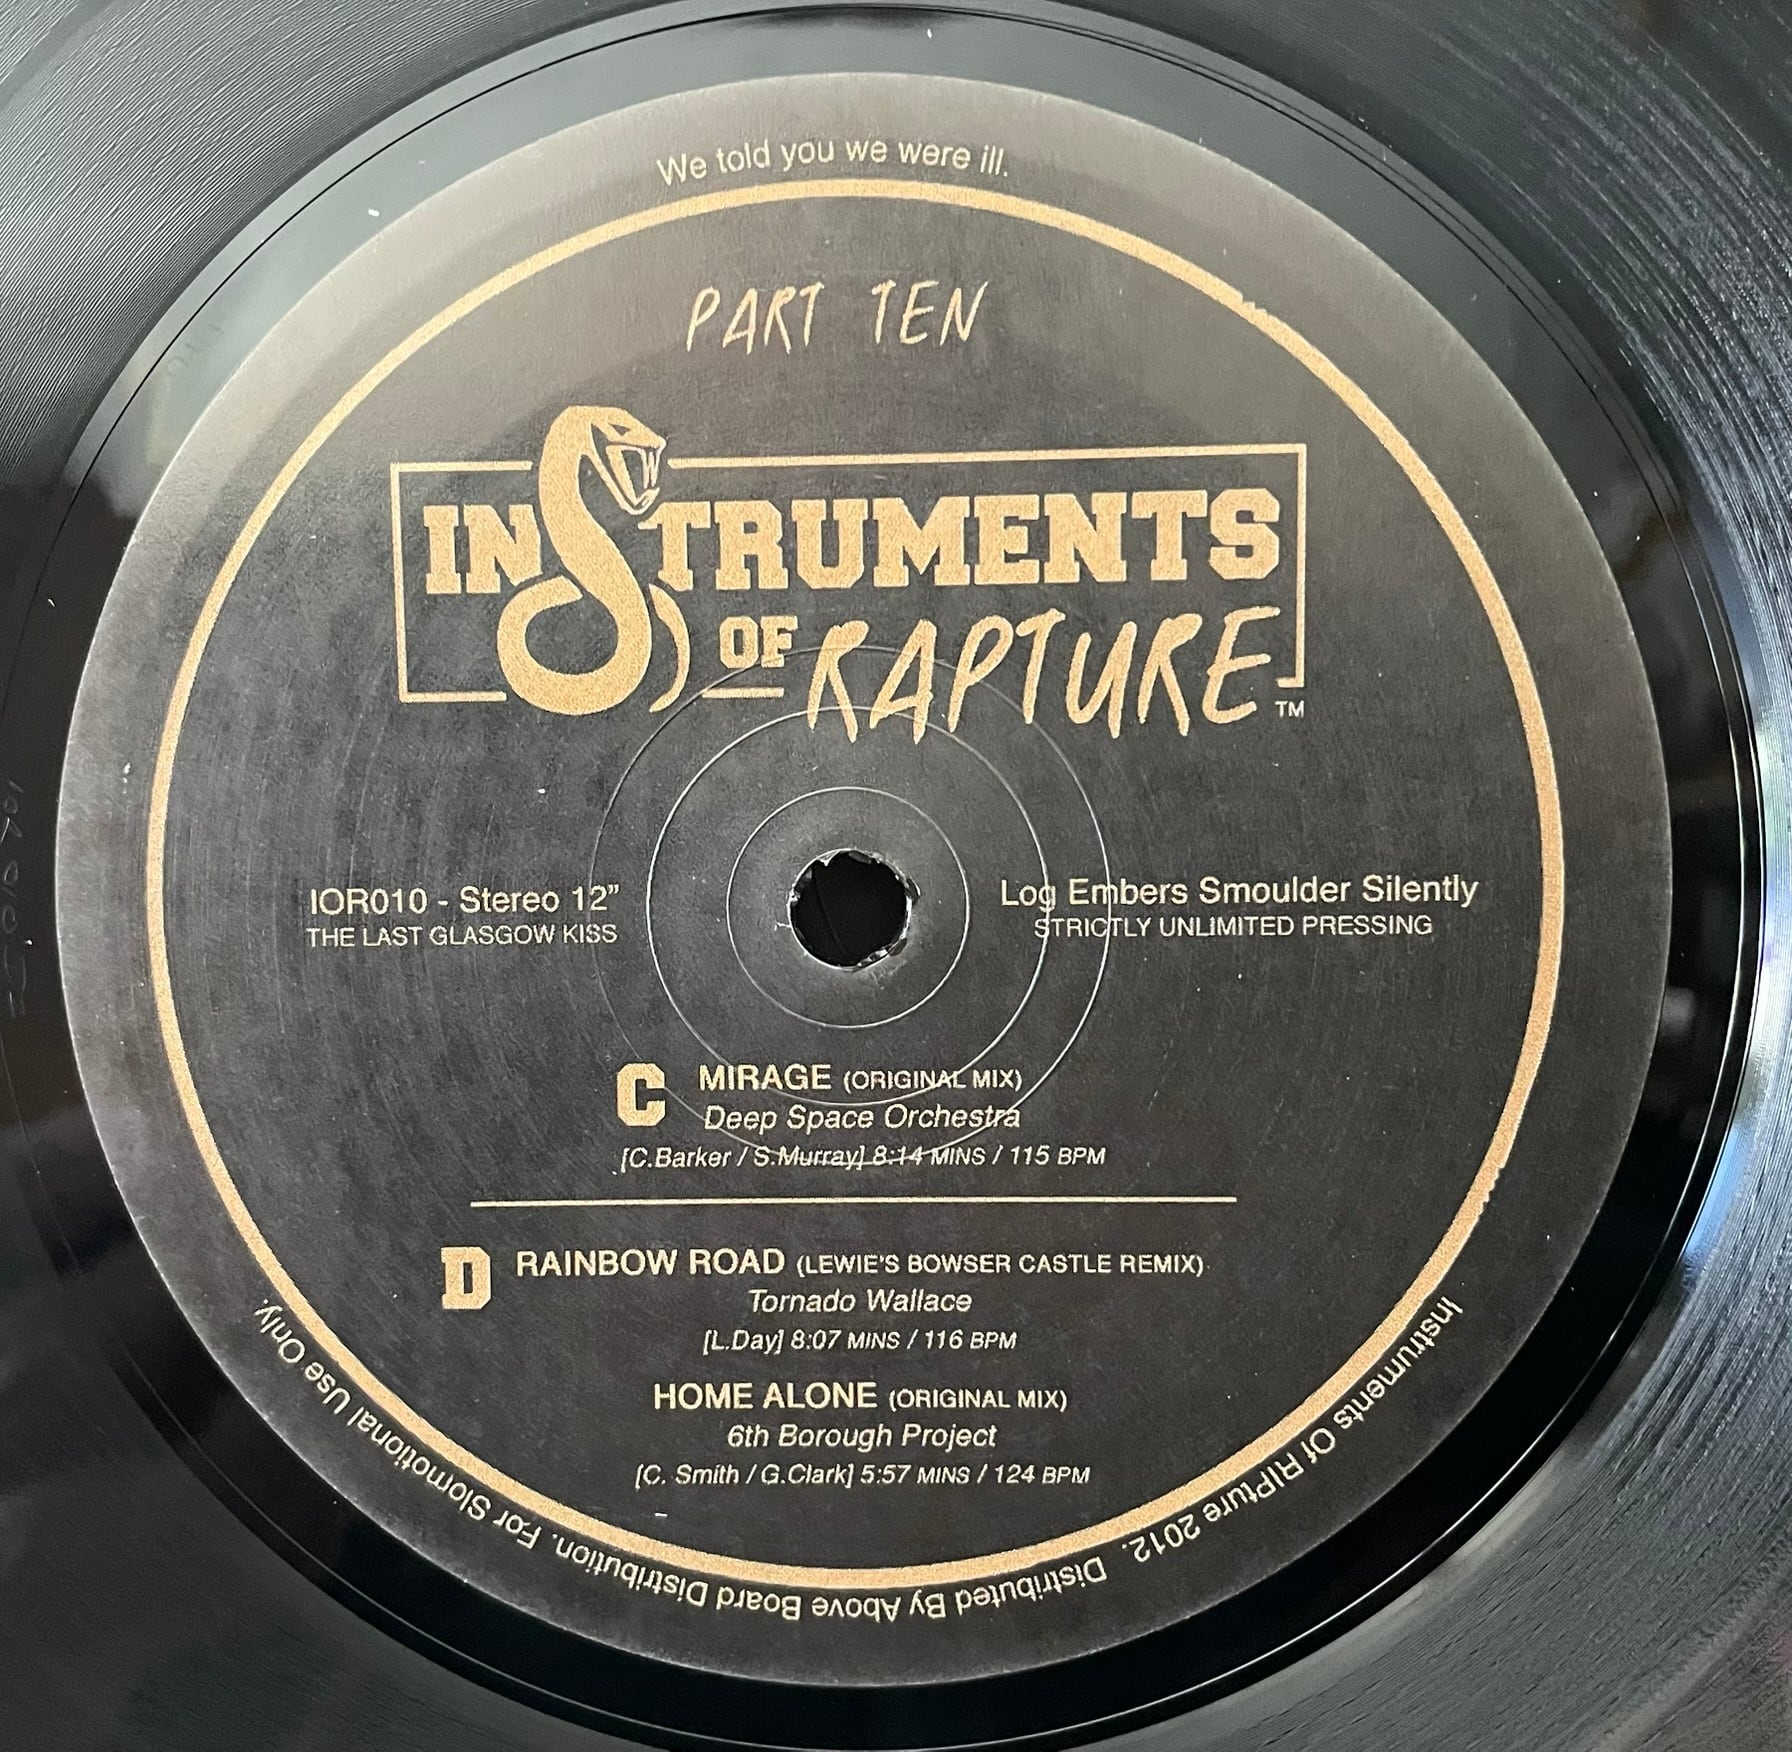 We told you we were ill.
PART TEN
INSTRUMENTS
OF RAPTURE ™
IOR010 - Stereo 12”
THE LAST GLASGOW KISS
Log Embers Smoulder Silently
STRICTLY UNLIMITED PRESSING
C MIRAGE (ORIGINAL MIX)
Deep Space Orchestra
[C.Barker / S.Murray] 8:14 MINS / 115 BPM
D RAINBOW ROAD (LEWIE'S BOWSER CASTLE REMIX)
Tornado Wallace
[L.Day] 8:07 MINS / 116 BPM
HOME ALONE (ORIGINAL MIX)
6th Borough Project
[C. Smith / G.Clark] 5:57 MINS / 124 BPM
Instruments Of RIPture 2012. Distributed By Above Board Distribution. For Slomotional Use Only.